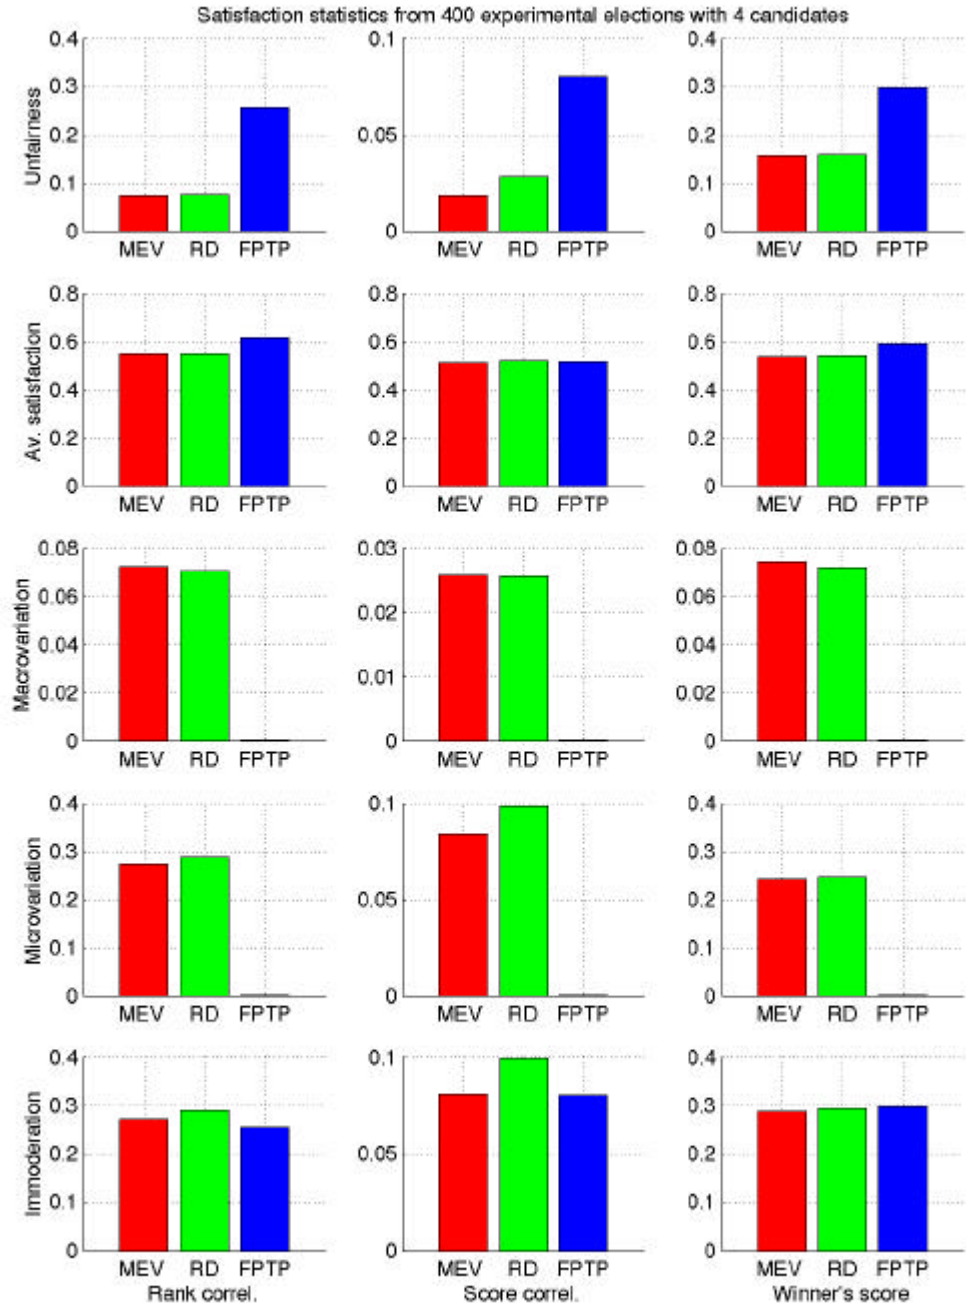 Satisfaction statistics from 400 experimental elections with 4 candidates
Unfairness
0.4
0.3
0.2
0.1
0
MEV RD FPTP
0.1
0.05
0
MEV RD FPTP
0.4
0.3
0.2
0.1
0
MEV RD FPTP
Av. satisfaction
0.8
0.6
0.4
0.2
0
MEV RD FPTP
0.8
0.6
0.4
0.2
0
MEV RD FPTP
0.8
0.6
0.4
0.2
0
MEV RD FPTP
Macrovariation
0.08
0.06
0.04
0.02
0
MEV RD FPTP
0.03
0.02
0.01
0
MEV RD FPTP
0.08
0.06
0.04
0.02
0
MEV RD FPTP
Microvariation
0.4
0.3
0.2
0.1
0
MEV RD FPTP
0.1
0.05
0
MEV RD FPTP
0.4
0.3
0.2
0.1
0
MEV RD FPTP
Immoderation
0.4
0.3
0.2
0.1
0
MEV RD FPTP
Rank correl.
0.1
0.05
0
MEV RD FPTP
Score correl.
0.4
0.3
0.2
0.1
0
MEV RD FPTP
Winner's score